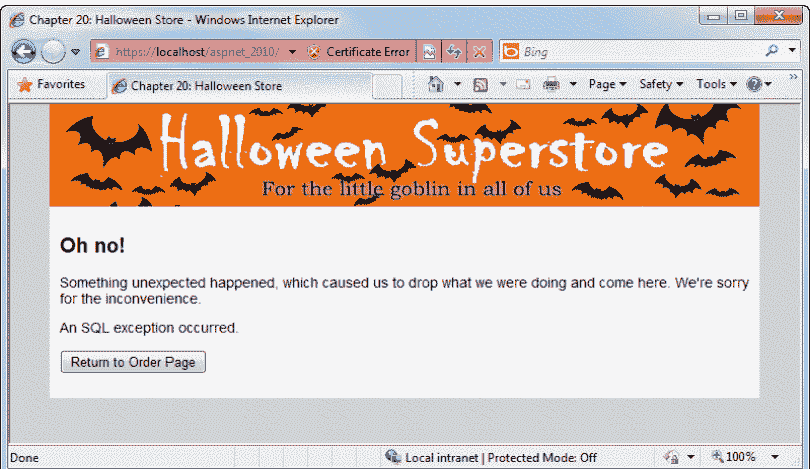 Chapter 20: Halloween Store - Windows Internet Explorer
https://localhost/aspnet_2010/ Certificate Error Bing
Favorites Chapter 20: Halloween Store Page Safety Tools
Halloween Superstore
For the little goblin in all of us
Oh no!
Something unexpected happened, which caused us to drop what we were doing and come here. We're sorry
for the inconvenience.
An SQL exception occurred.
Return to Order Page
Done Local intranet | Protected Mode: Off 100%